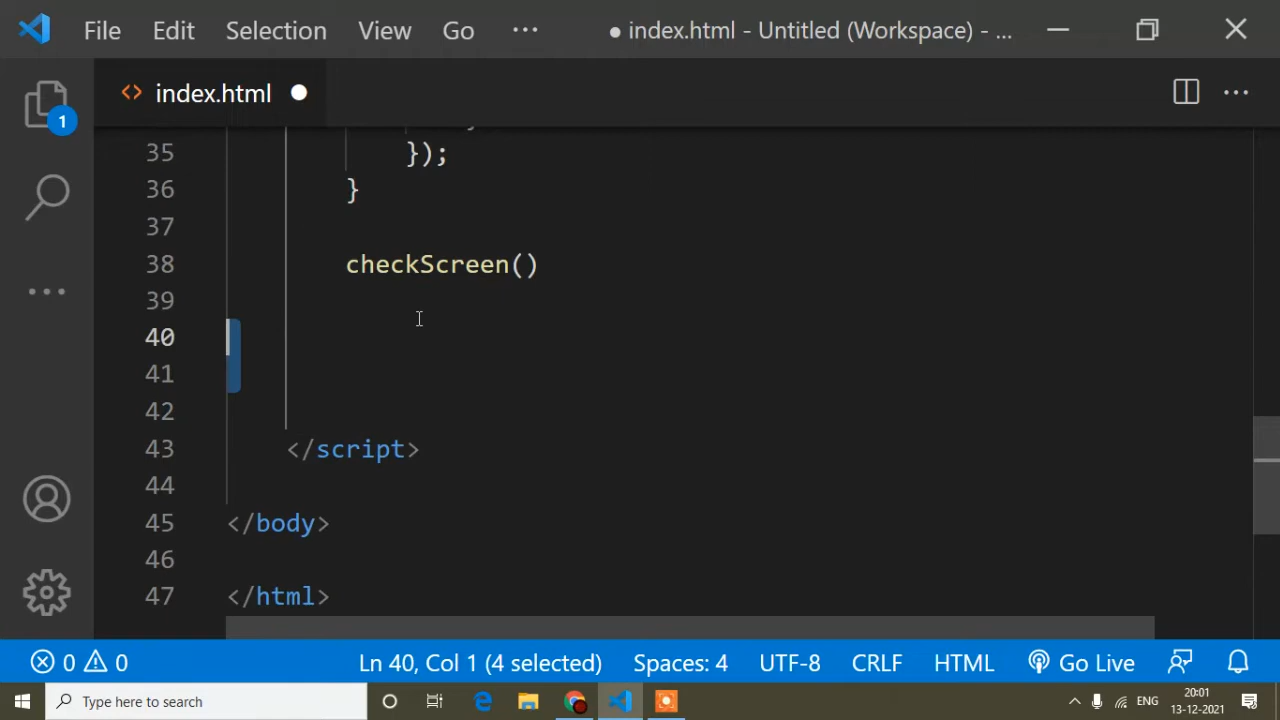 File Edit Selection View Go ··· ● index.html - Untitled (Workspace) - ...
<> index.html ●
1
35 });
36 }
37
38 checkScreen()
39
40
41
42
43 </script>
44
45 </body>
46
47 </html>
0 0 Ln 40, Col 1 (4 selected) Spaces: 4 UTF-8 CRLF HTML Go Live
Type here to search ENG 20:01
13-12-2021